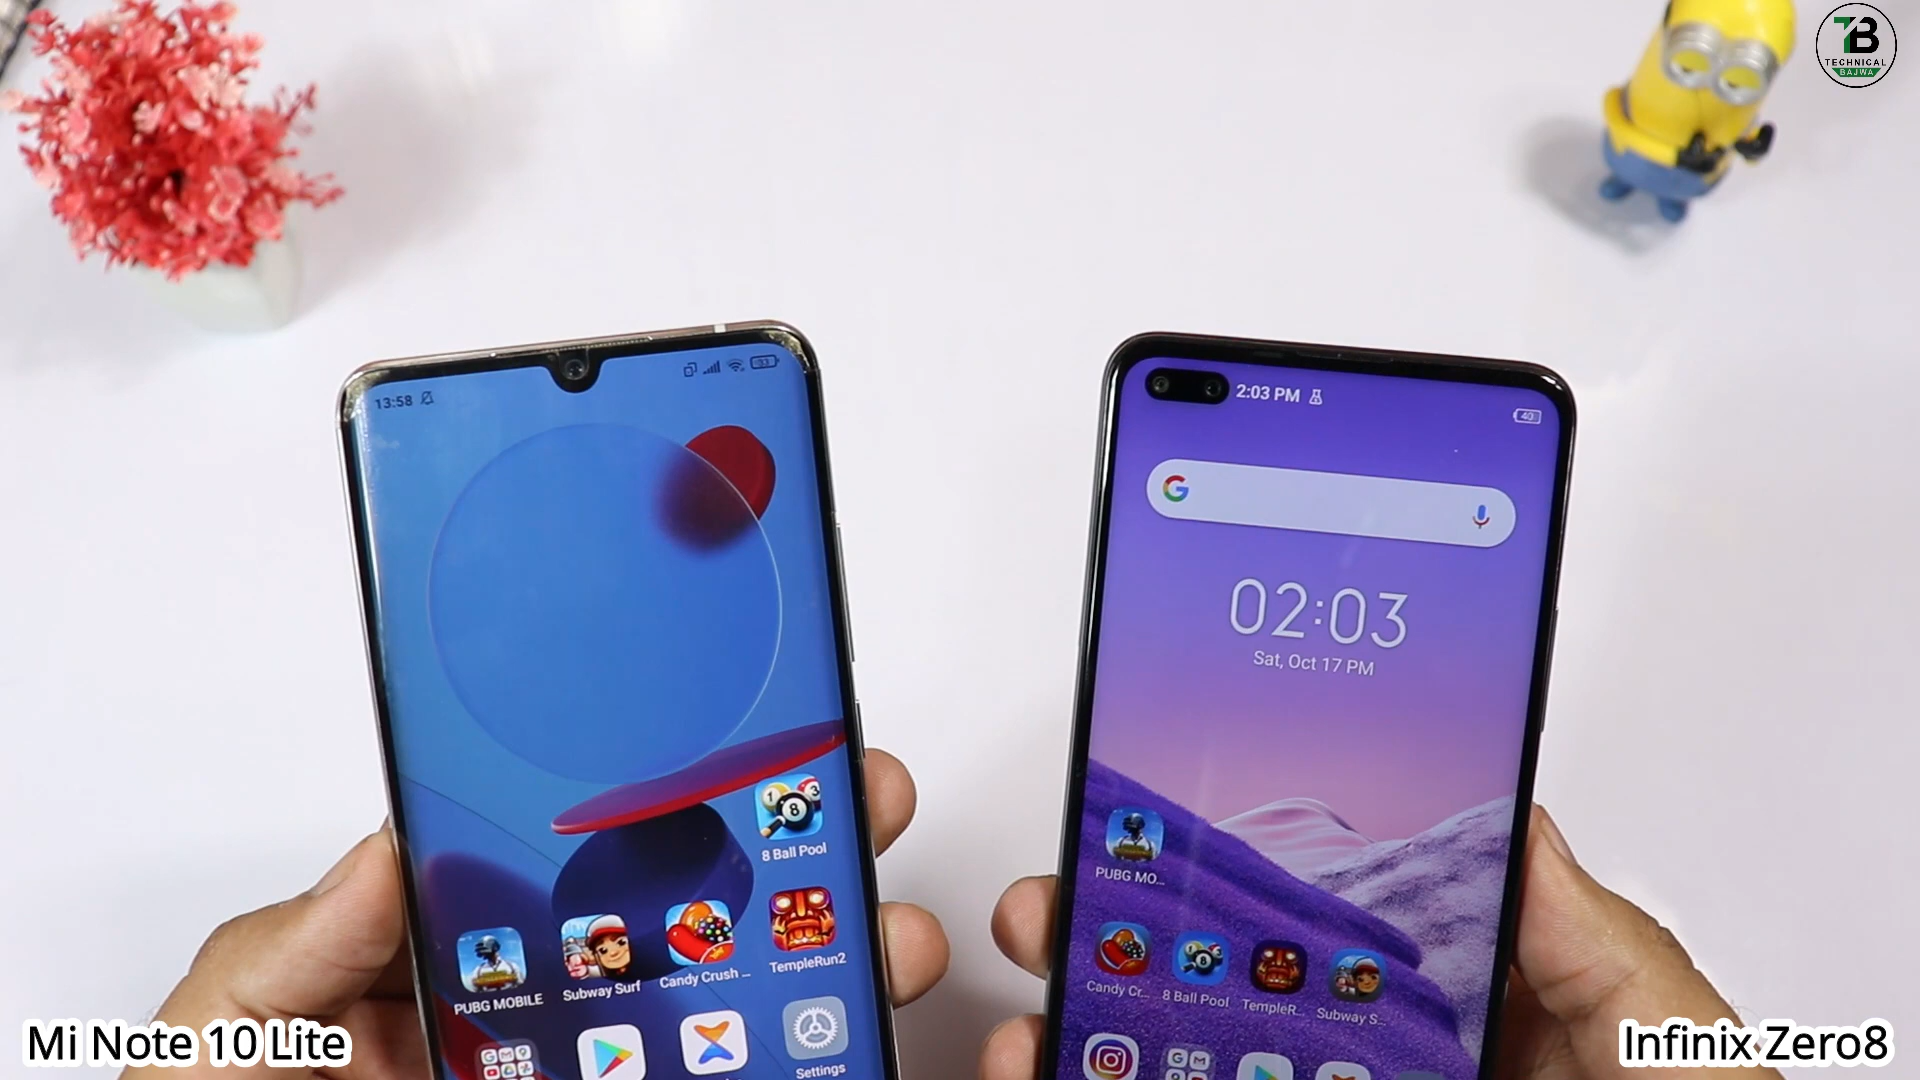 TB
TECHNICAL
BAJWA
13:58
33
8 Ball Pool
PUBG MOBILE
Subway Surf
Candy Crush ...
TempleRun2
Settings
Mi Note 10 Lite
2:03 PM
40
G
02:03
Sat, Oct 17 PM
PUBG MO...
Candy Cr...
8 Ball Pool
TempleR...
Subway S...
Infinix Zero8